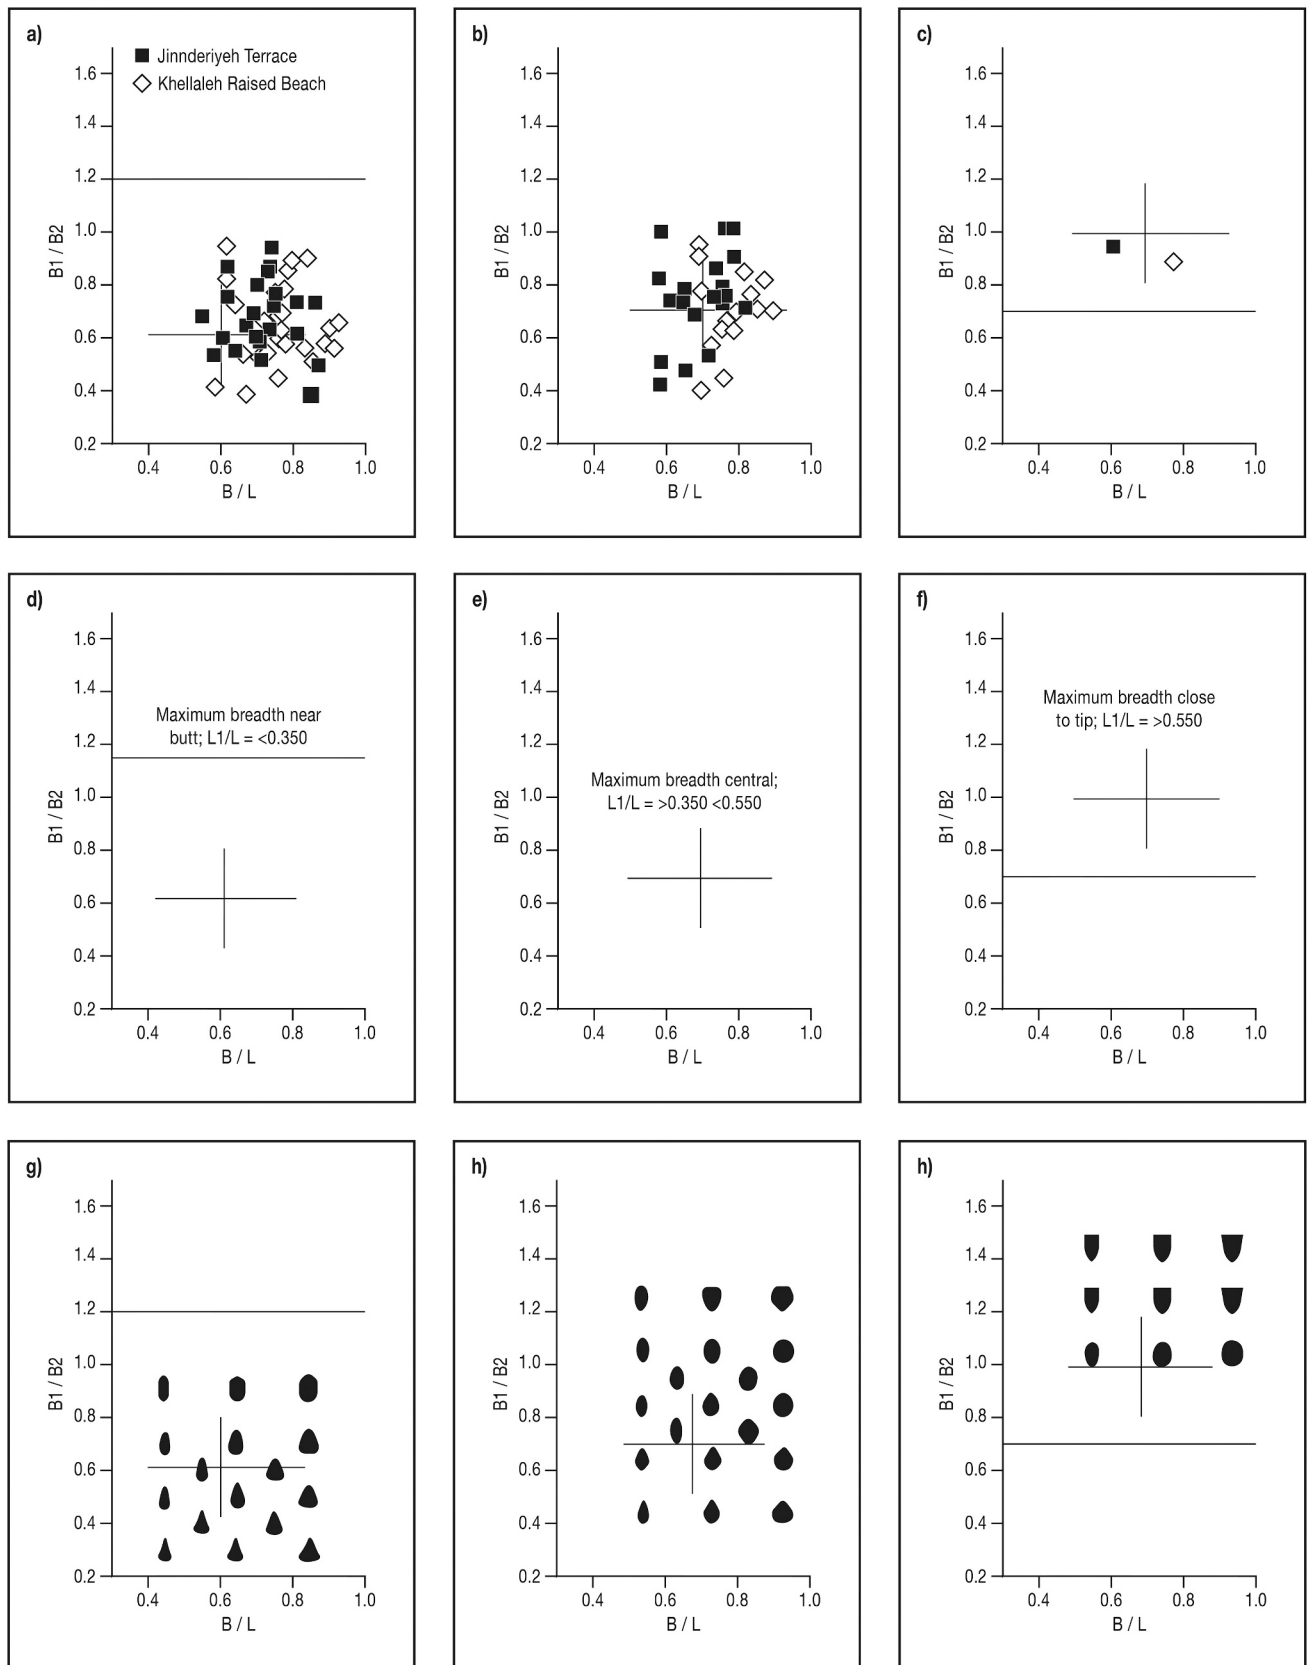 a)
Jinnderiyeh Terrace
Khellaleh Raised Beach
1.6
1.4
1.2
1.0
0.8
0.6
0.4
0.2
B1 / B2
0.4 0.6 0.8 1.0
B / L
b)
1.6
1.4
1.2
1.0
0.8
0.6
0.4
0.2
B1 / B2
0.4 0.6 0.8 1.0
B / L
c)
1.6
1.4
1.2
1.0
0.8
0.6
0.4
0.2
B1 / B2
0.4 0.6 0.8 1.0
B / L
d)
Maximum breadth near
butt; L1/L = <0.350
1.6
1.4
1.2
1.0
0.8
0.6
0.4
0.2
B1 / B2
0.4 0.6 0.8 1.0
B / L
e)
Maximum breadth central;
L1/L = >0.350 <0.550
1.6
1.4
1.2
1.0
0.8
0.6
0.4
0.2
B1 / B2
0.4 0.6 0.8 1.0
B / L
f)
Maximum breadth close
to tip; L1/L = >0.550
1.6
1.4
1.2
1.0
0.8
0.6
0.4
0.2
B1 / B2
0.4 0.6 0.8 1.0
B / L
g)
1.6
1.4
1.2
1.0
0.8
0.6
0.4
0.2
B1 / B2
0.4 0.6 0.8 1.0
B / L
h)
1.6
1.4
1.2
1.0
0.8
0.6
0.4
0.2
B1 / B2
0.4 0.6 0.8 1.0
B / L
h)
1.6
1.4
1.2
1.0
0.8
0.6
0.4
0.2
B1 / B2
0.4 0.6 0.8 1.0
B / L